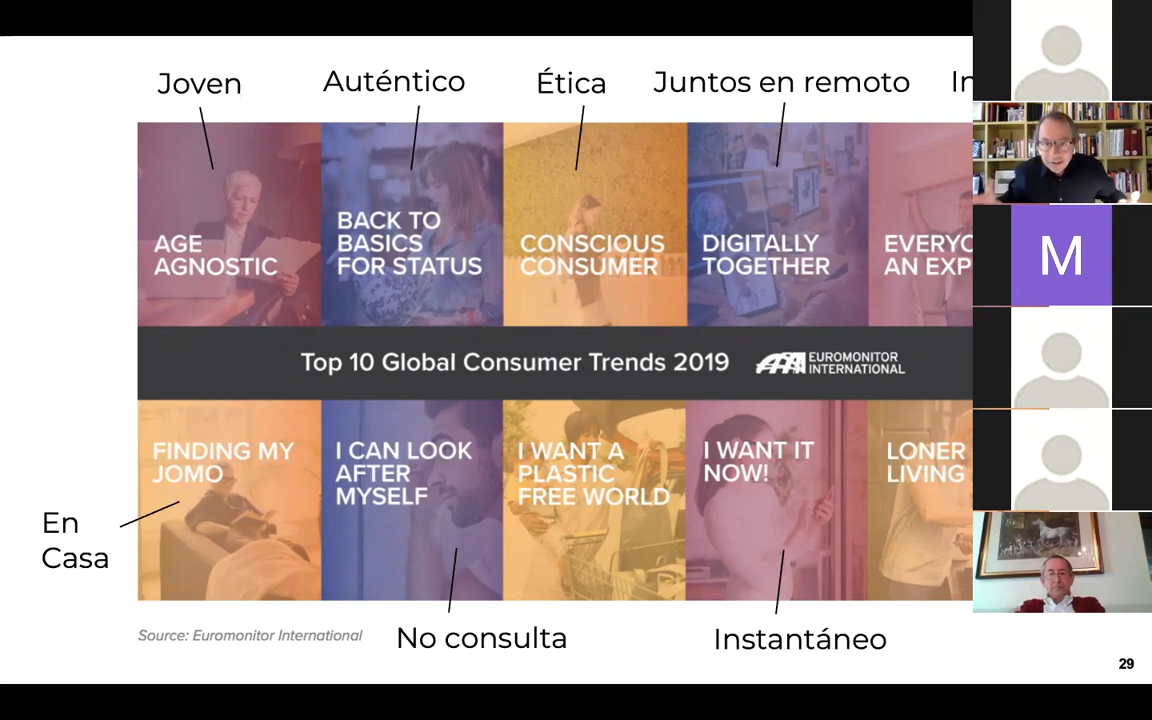 Joven
Auténtico
Ética
Juntos en remoto
AGE
AGNOSTIC
BACK TO
BASICS
FOR STATUS
CONSCIOUS
CONSUMER
DIGITALLY
TOGETHER
AN EXP
Top 10 Global Consumer Trends 2019
EUROMONITOR
INTERNATIONAL
FINDING MY
JOMO
I CAN LOOK
AFTER
MYSELF
I WANT A
PLASTIC
FREE WORLD
I WANT IT
NOW!
LONER
LIVING
En
Casa
Source: Euromonitor International
No consulta
Instantáneo
29
M